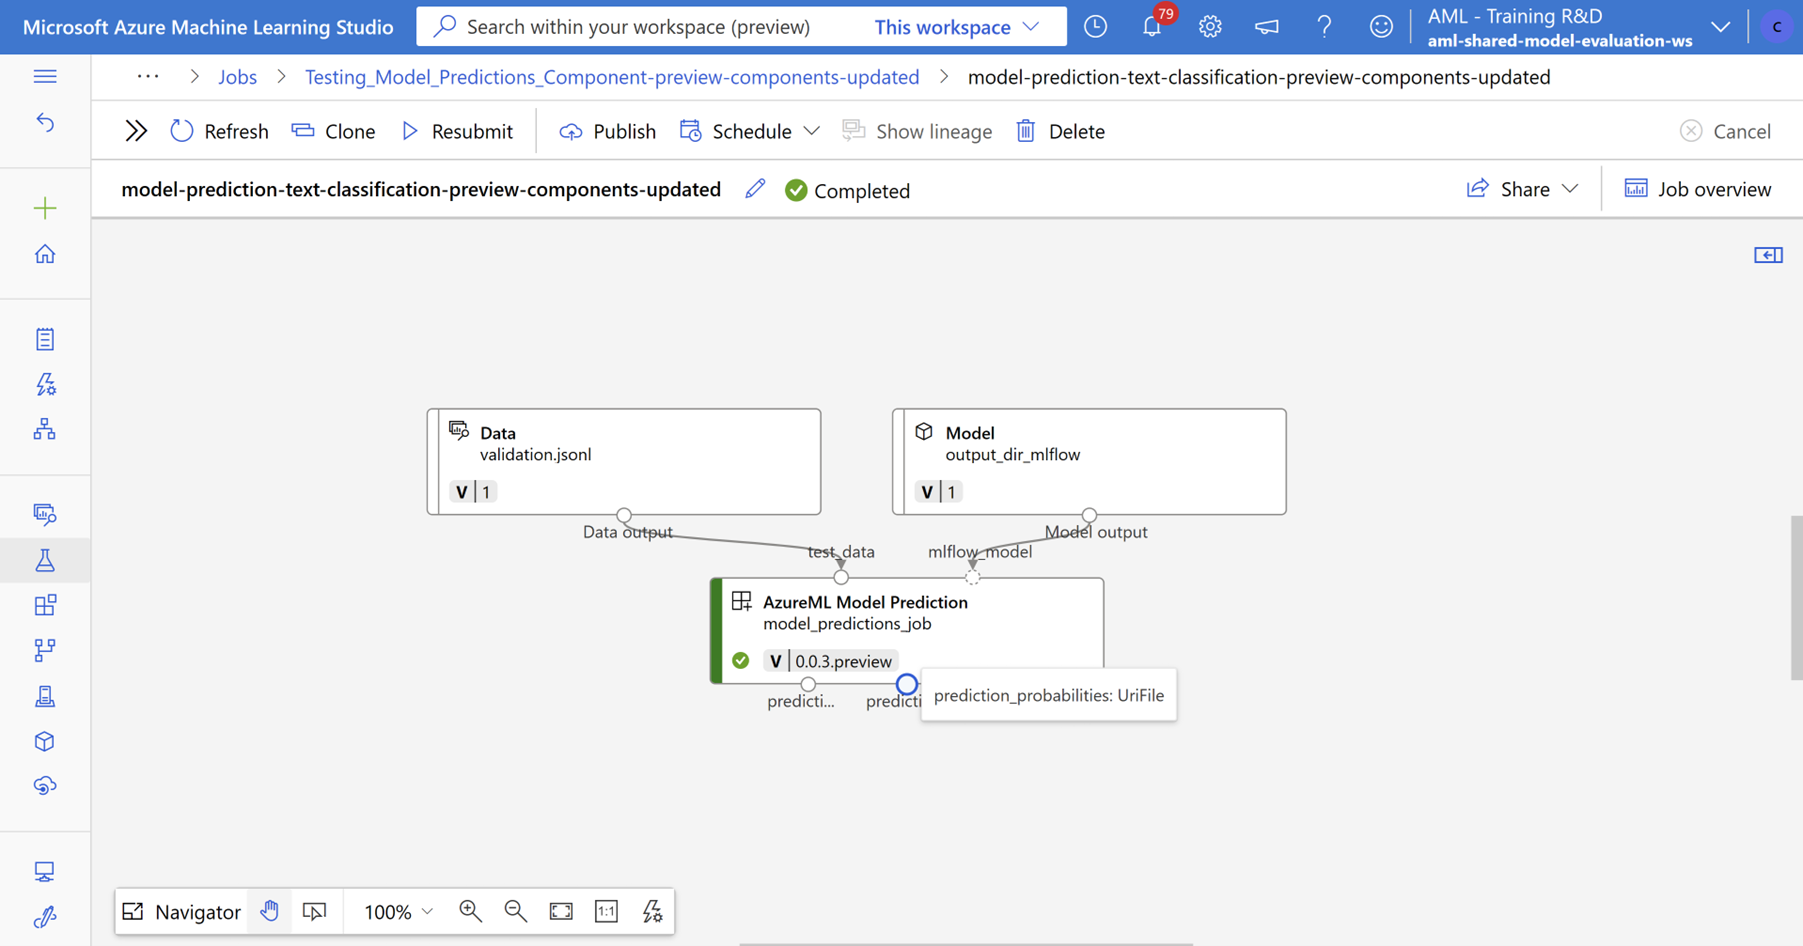 Microsoft Azure Machine Learning Studio
Search within your workspace (preview)
This workspace
79
?
AML - Training R&D
aml-shared-model-evaluation-ws
C
... > Jobs > Testing_Model_Predictions_Component-preview-components-updated > model-prediction-text-classification-preview-components-updated
Refresh
Clone
Resubmit
Publish
Schedule
Show lineage
Delete
Cancel
model-prediction-text-classification-preview-components-updated
Completed
Share
Job overview
Data
validation.jsonl
V | 1
Model
output_dir_mlflow
V | 1
Data output
Model output
test_data
mlflow_model
AzureML Model Prediction
model_predictions_job
V | 0.0.3.preview
predicti...
predicti
prediction_probabilities: UriFile
Navigator
100%
1:1